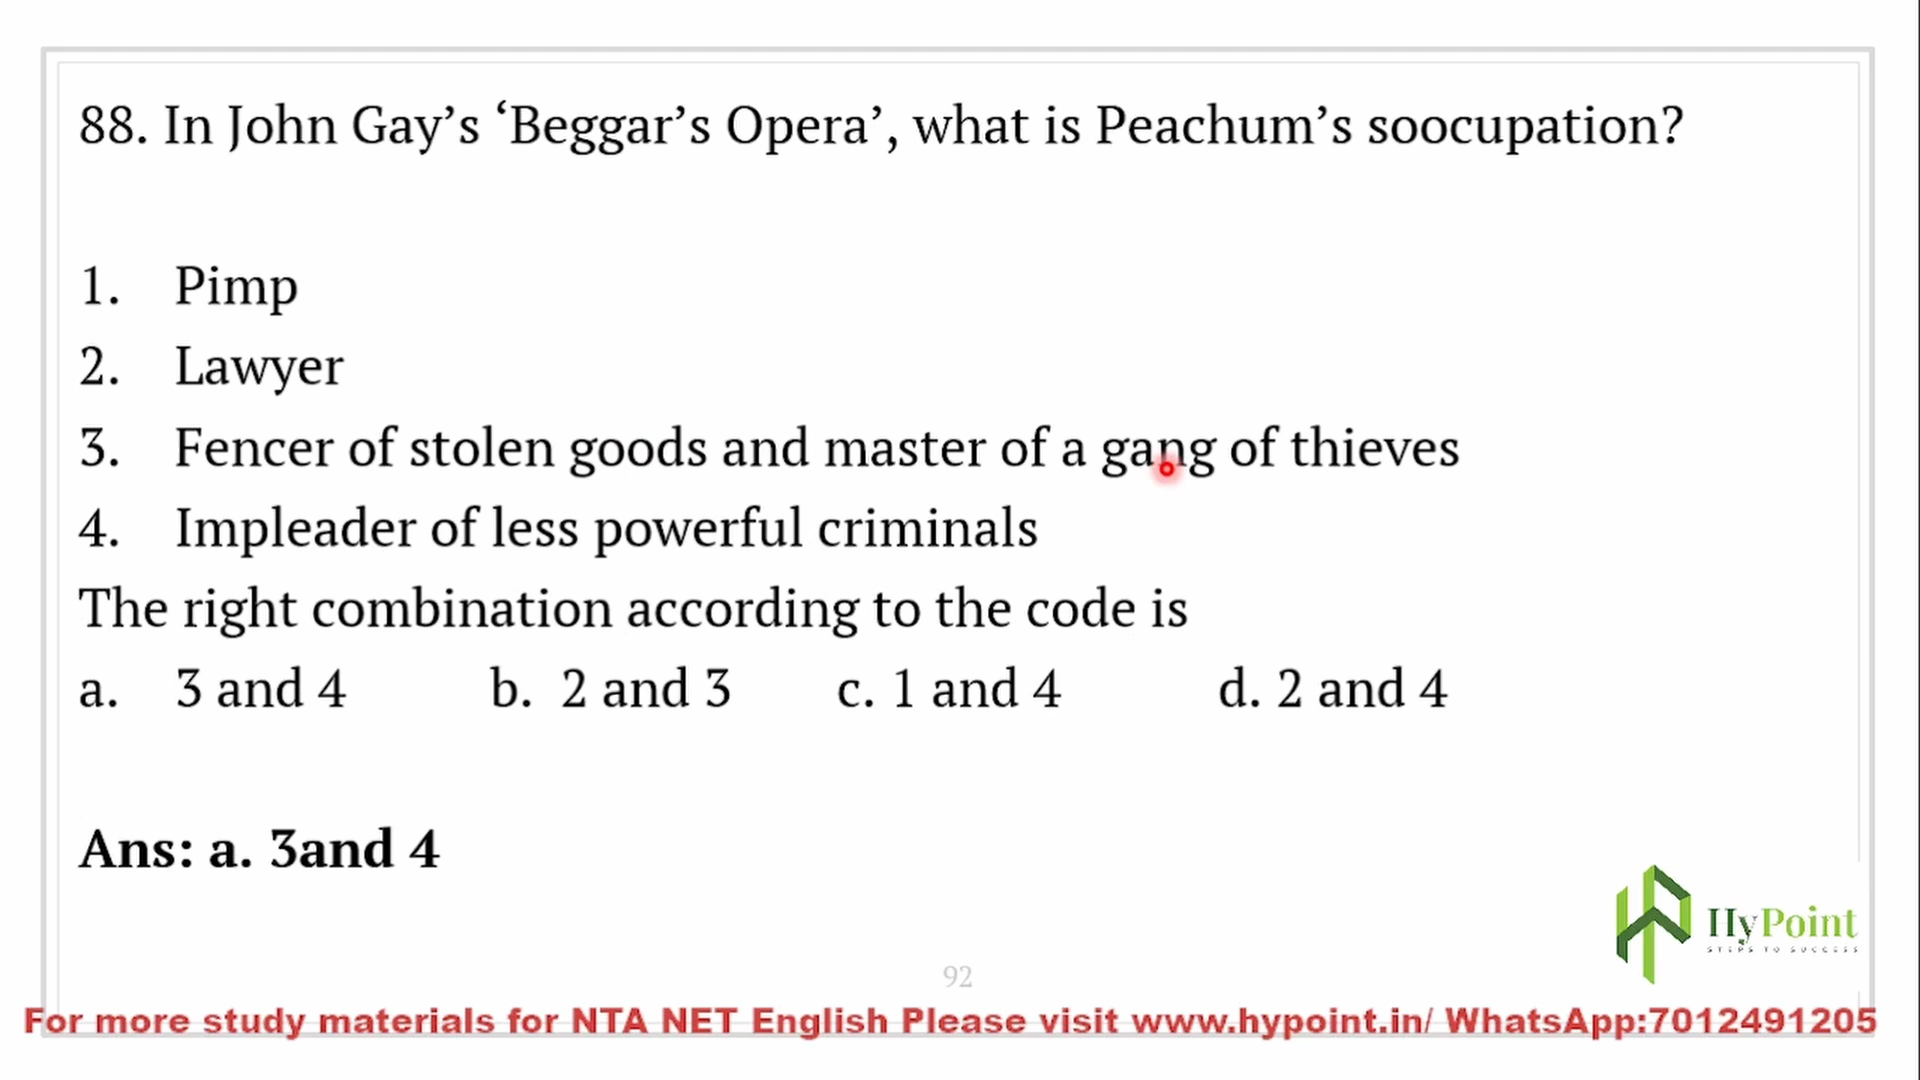 88. In John Gay’s ‘Beggar’s Opera’, what is Peachum’s soocupation?
1. Pimp
2. Lawyer
3. Fencer of stolen goods and master of a gang of thieves
4. Impleader of less powerful criminals
The right combination according to the code is
a. 3 and 4 b. 2 and 3 c. 1 and 4 d. 2 and 4
Ans: a. 3and 4
HyPoint
STEPS TO SUCCESS
92
For more study materials for NTA NET English Please visit www.hypoint.in/ WhatsApp:7012491205